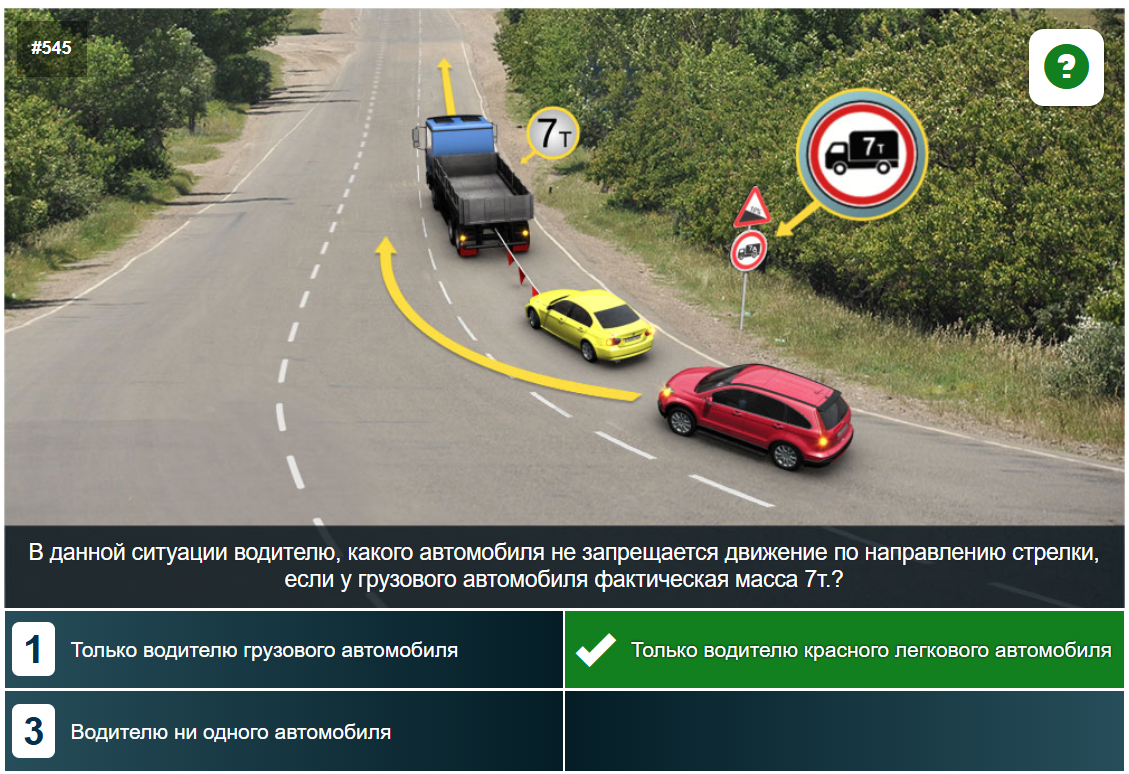 #545
?
7т
7т
7т
В данной ситуации водителю, какого автомобиля не запрещается движение по направлению стрелки,
если у грузового автомобиля фактическая масса 7т.?
1 Только водителю грузового автомобиля
Только водителю красного легкового автомобиля
3 Водителю ни одного автомобиля